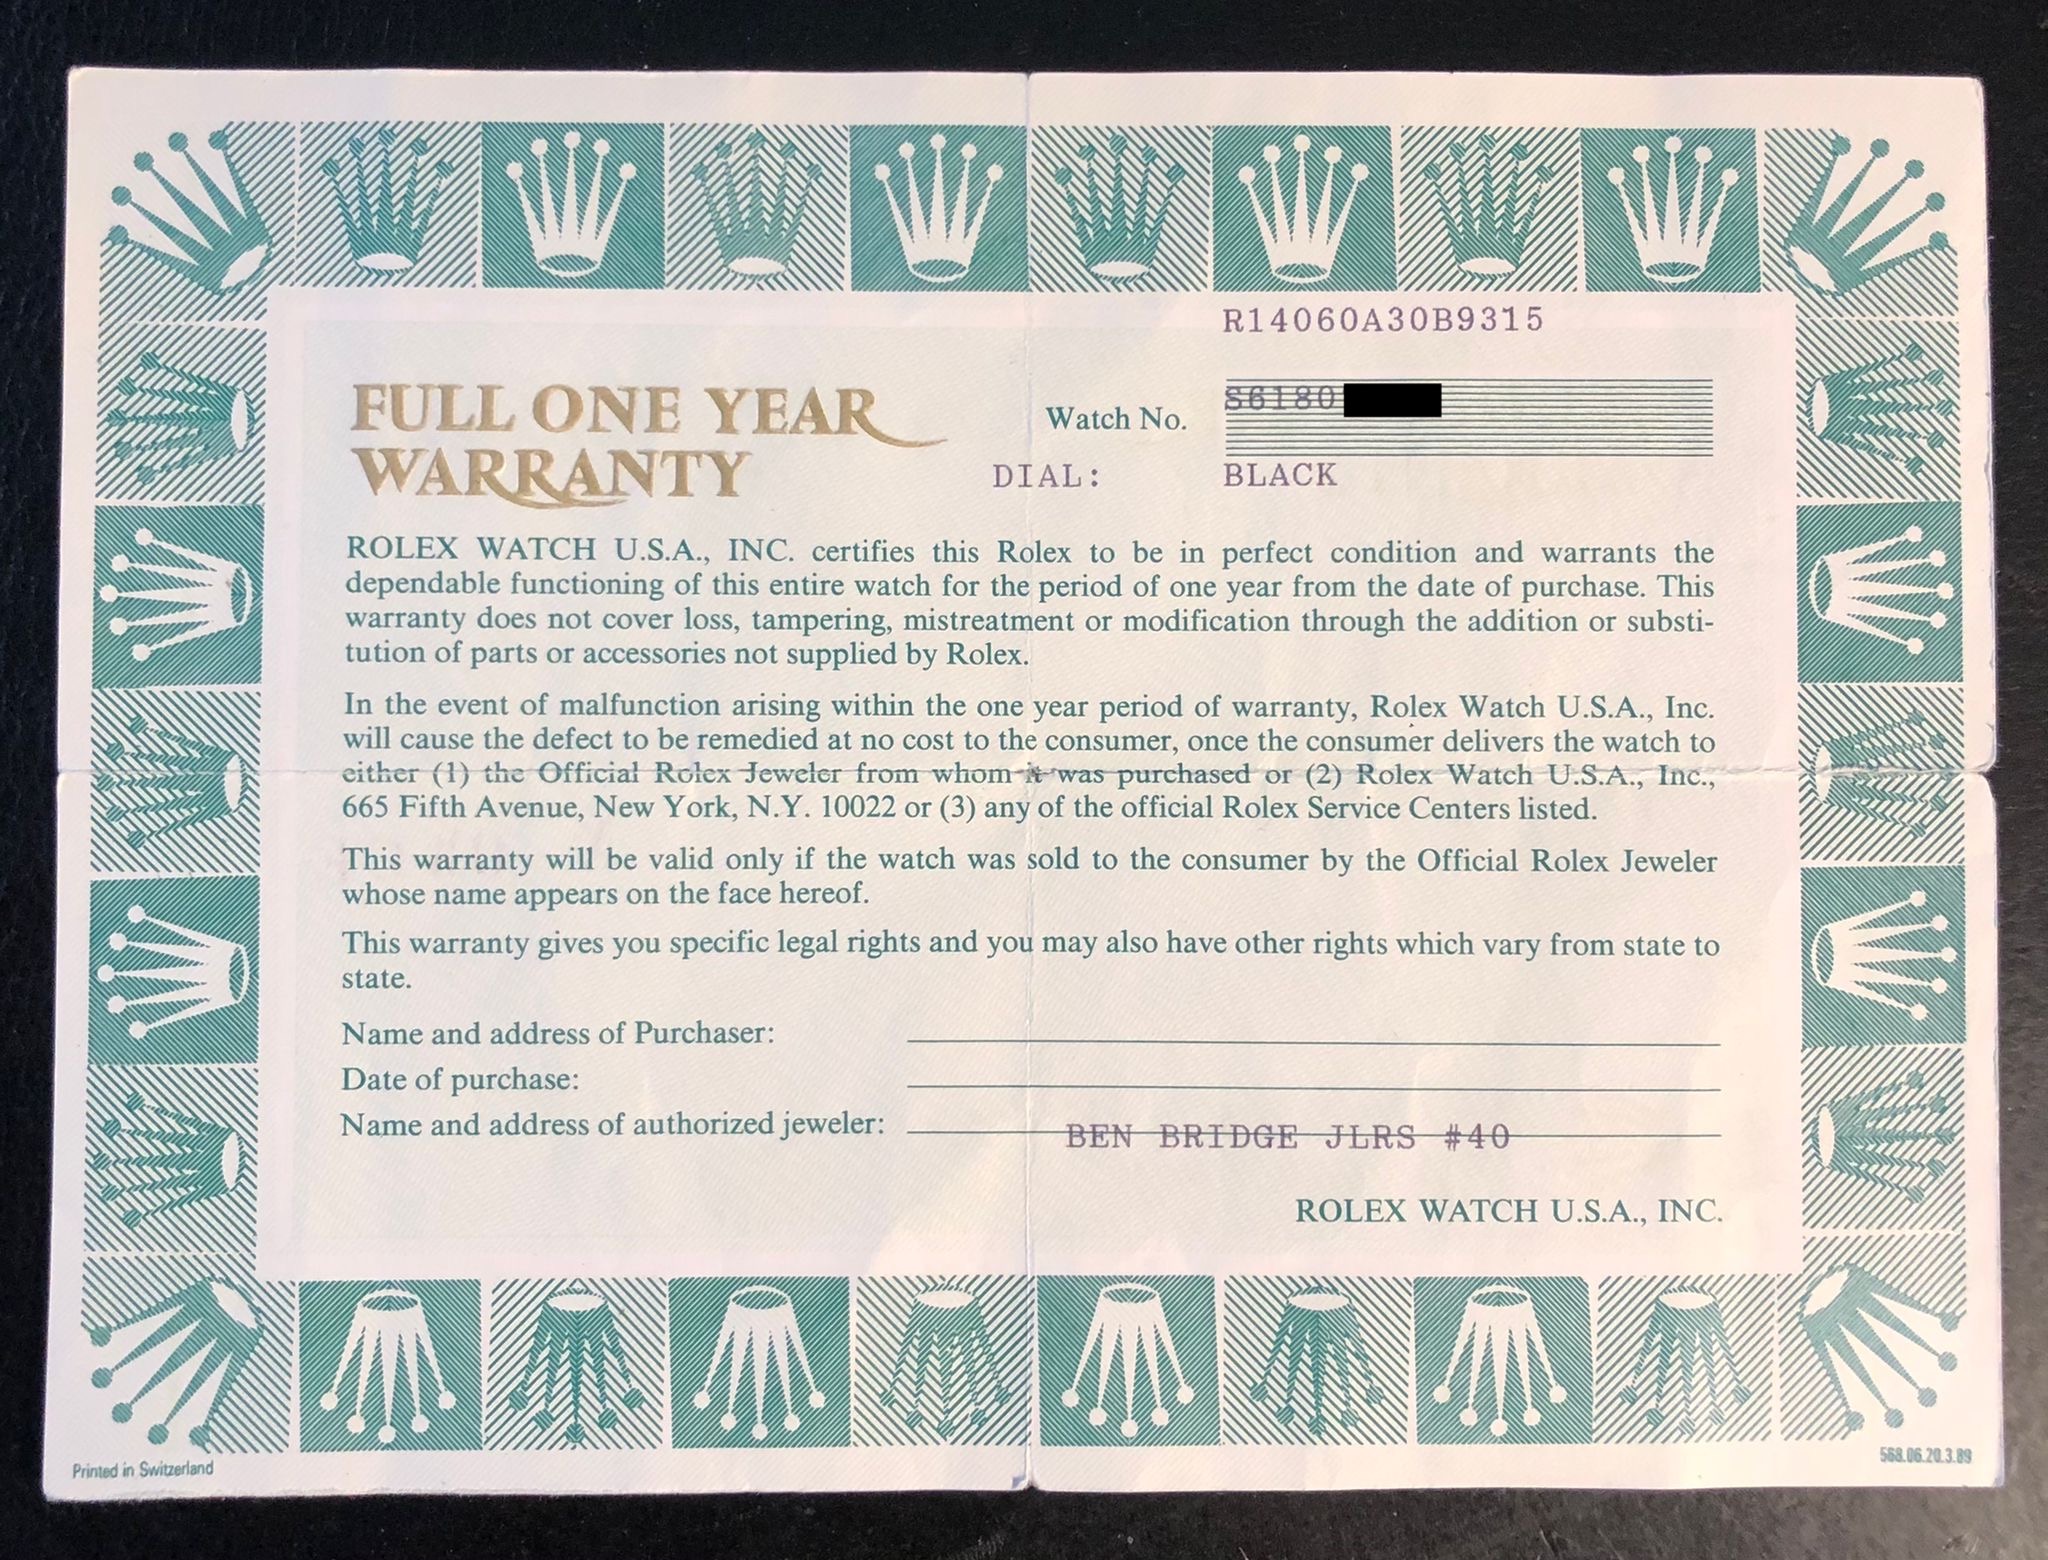 R14060A30B9315
FULL ONE YEAR
WARRANTY
Watch No. S6180
DIAL: BLACK
ROLEX WATCH U.S.A., INC. certifies this Rolex to be in perfect condition and warrants the
dependable functioning of this entire watch for the period of one year from the date of purchase. This
warranty does not cover loss, tampering, mistreatment or modification through the addition or substi-
tution of parts or accessories not supplied by Rolex.
In the event of malfunction arising within the one year period of warranty, Rolex Watch U.S.A., Inc.
will cause the defect to be remedied at no cost to the consumer, once the consumer delivers the watch to
either (1) the Official Rolex Jeweler from whom it was purchased or (2) Rolex Watch U.S.A., Inc.,
665 Fifth Avenue, New York, N.Y. 10022 or (3) any of the official Rolex Service Centers listed.
This warranty will be valid only if the watch was sold to the consumer by the Official Rolex Jeweler
whose name appears on the face hereof.
This warranty gives you specific legal rights and you may also have other rights which vary from state to
state.
Name and address of Purchaser:
Date of purchase:
Name and address of authorized jeweler: BEN BRIDGE JLRS #40
ROLEX WATCH U.S.A., INC.
Printed in Switzerland
568.06.20.3.89